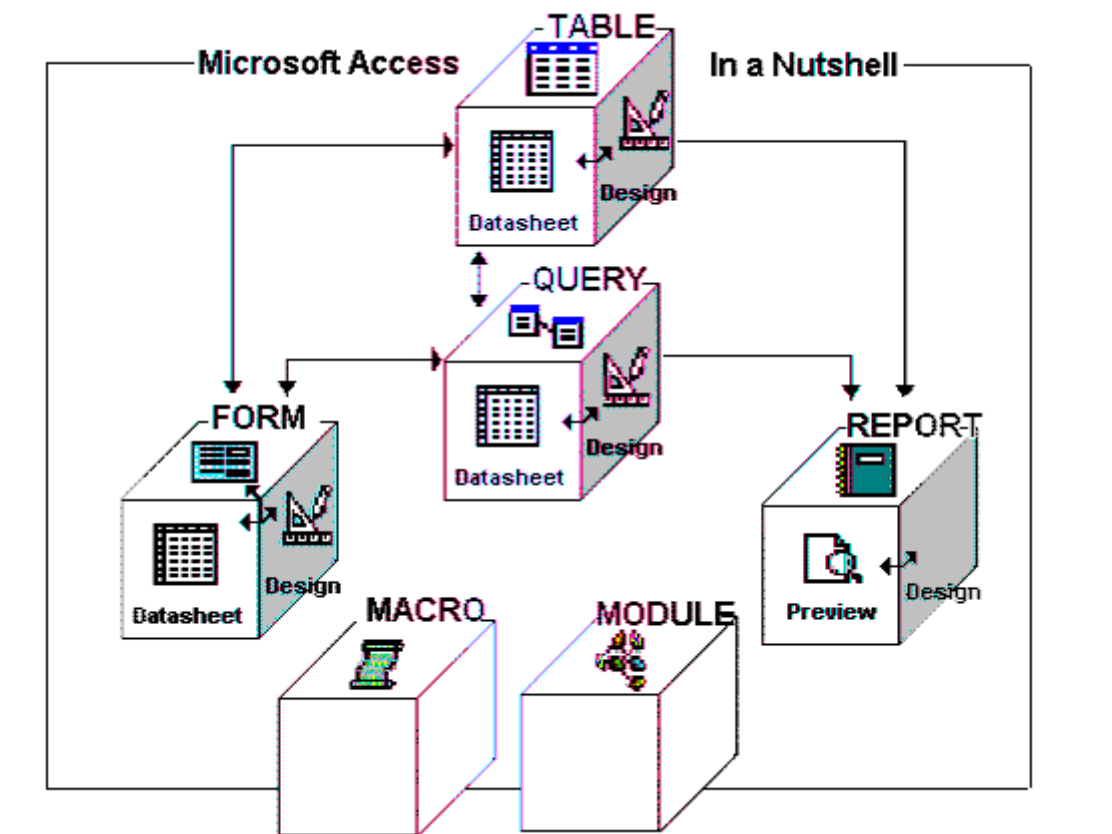 TABLE
Microsoft Access
In a Nutshell
Design
Datasheet
QUERY
Design
Datasheet
FORM
Design
Datasheet
REPORT
Design
Preview
MACRO
MODULE